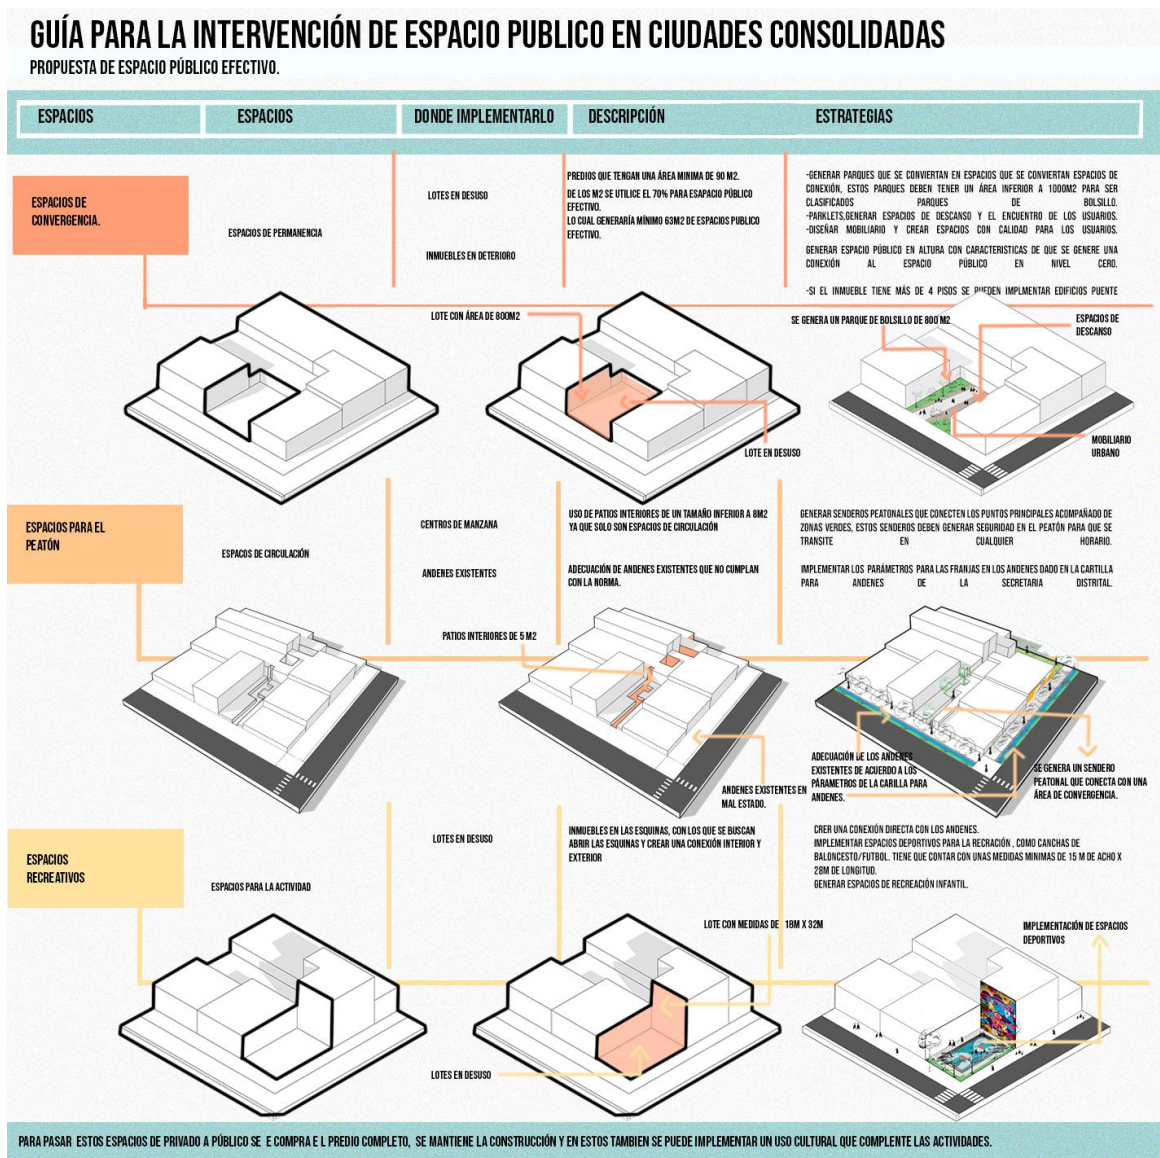 GUÍA PARA LA INTERVENCIÓN DE ESPACIO PUBLICO EN CIUDADES CONSOLIDADAS
PROPUESTA DE ESPACIO PÚBLICO EFECTIVO.
ESPACIOS
ESPACIOS
DONDE IMPLEMENTARLO
DESCRIPCIÓN
ESTRATEGIAS
ESPACIOS DE
CONVERGENCIA.
ESPACIOS DE PERMANENCIA
LOTES EN DESUSO
INMUEBLES EN DETERIORO
PREDIOS QUE TENGAN UNA ÁREA MINIMA DE 90 M2.
DE LOS M2 SE UTILICE EL 70% PARA ESAPACIO PÚBLICO
EFECTIVO.
LO CUAL GENERARÍA MÍNIMO 63M2 DE ESPACIOS PUBLICO
EFECTIVO.
-GENERAR PARQUES QUE SE CONVIERTAN EN ESPACIOS QUE SE CONVIERTAN ESPACIOS DE
CONEXIÓN, ESTOS PARQUES DEBEN TENER UN ÁREA INFERIOR A 1000M2 PARA SER
CLASIFICADOS PARQUES DE BOLSILLO.
-PARKLETS,GENERAR ESPACIOS DE DESCANSO Y EL ENCUENTRO DE LOS USUARIOS.
-DISEÑAR MOBILIARIO Y CREAR ESPACIOS CON CALIDAD PARA LOS USUARIOS.
GENERAR ESPACIO PÚBLICO EN ALTURA CON CARACTERISTICAS DE QUE SE GENERE UNA
CONEXIÓN AL ESPACIO PÚBLICO EN NIVEL CERO.
-SI EL INMUEBLE TIENE MÁS DE 4 PISOS SE PUEDEN IMPLMENTAR EDIFICIOS PUENTE
LOTE CON ÁREA DE 800M2
LOTE EN DESUSO
SE GENERA UN PARQUE DE BOLSILLO DE 800 M2
ESPACIOS DE
DESCANSO
MOBILIARIO
URBANO
ESPACIOS PARA EL
PEATÓN
ESPACOS DE CIRCULACIÓN
CENTROS DE MANZANA
ANDENES EXISTENTES
USO DE PATIOS INTERIORES DE UN TAMAÑO INFERIOR A 8M2
YA QUE SOLO SON ESPACIOS DE CIRCULACIÓN
ADECUACIÓN DE ANDENES EXISTENTES QUE NO CUMPLAN
CON LA NORMA.
GENERAR SENDEROS PEATONALES QUE CONECTEN LOS PUNTOS PRINCIPALES ACOMPAÑADO DE
ZONAS VERDES, ESTOS SENDEROS DEBEN GENERAR SEGURIDAD EN EL PEATÓN PARA QUE SE
TRANSITE EN CUALQUIER HORARIO.
IMPLEMENTAR LOS PARÁMETROS PARA LAS FRANJAS EN LOS ANDENES DADO EN LA CARTILLA
PARA ANDENES DE LA SECRETARIA DISTRITAL.
PATIOS INTERIORES DE 5 M2
ANDENES EXISTENTES EN
MAL ESTADO.
ADECUACIÓN DE LOS ANDENES
EXISTENTES DE ACUERDO A LOS
PÁRAMETROS DE LA CARILLA PARA
ANDENES.
SE GENERA UN SENDERO
PEATONAL QUE CONECTA CON UNA
ÁREA DE CONVERGENCIA.
ESPACIOS
RECREATIVOS
ESPACIOS PARA LA ACTIVIDAD
LOTES EN DESUSO
INMUEBLES EN LAS ESQUINAS, CON LOS QUE SE BUSCAN
ABRIR LAS ESQUINAS Y CREAR UNA CONEXIÓN INTERIOR Y
EXTERIOR
CRER UNA CONEXIÓN DIRECTA CON LOS ANDENES.
IMPLEMENTAR ESPACIOS DEPORTIVOS PARA LA RECRACIÓN , COMO CANCHAS DE
BALONCESTO/FUTBOL. TIENE QUE CONTAR CON UNAS MEDIDAS MINIMAS DE 15 M DE ACHO X
28M DE LONGITUD.
GENERAR ESPACIOS DE RECREACIÓN INFANTIL.
LOTE CON MEDIDAS DE 18M X 32M
LOTES EN DESUSO
IMPLEMENTACIÓN DE ESPACIOS
DEPORTIVOS
PARA PASAR ESTOS ESPACIOS DE PRIVADO A PÚBLICO SE E COMPRA E L PREDIO COMPLETO, SE MANTIENE LA CONSTRUCCIÓN Y EN ESTOS TAMBIEN SE PUEDE IMPLEMENTAR UN USO CULTURAL QUE COMPLENTE LAS ACTIVIDADES.